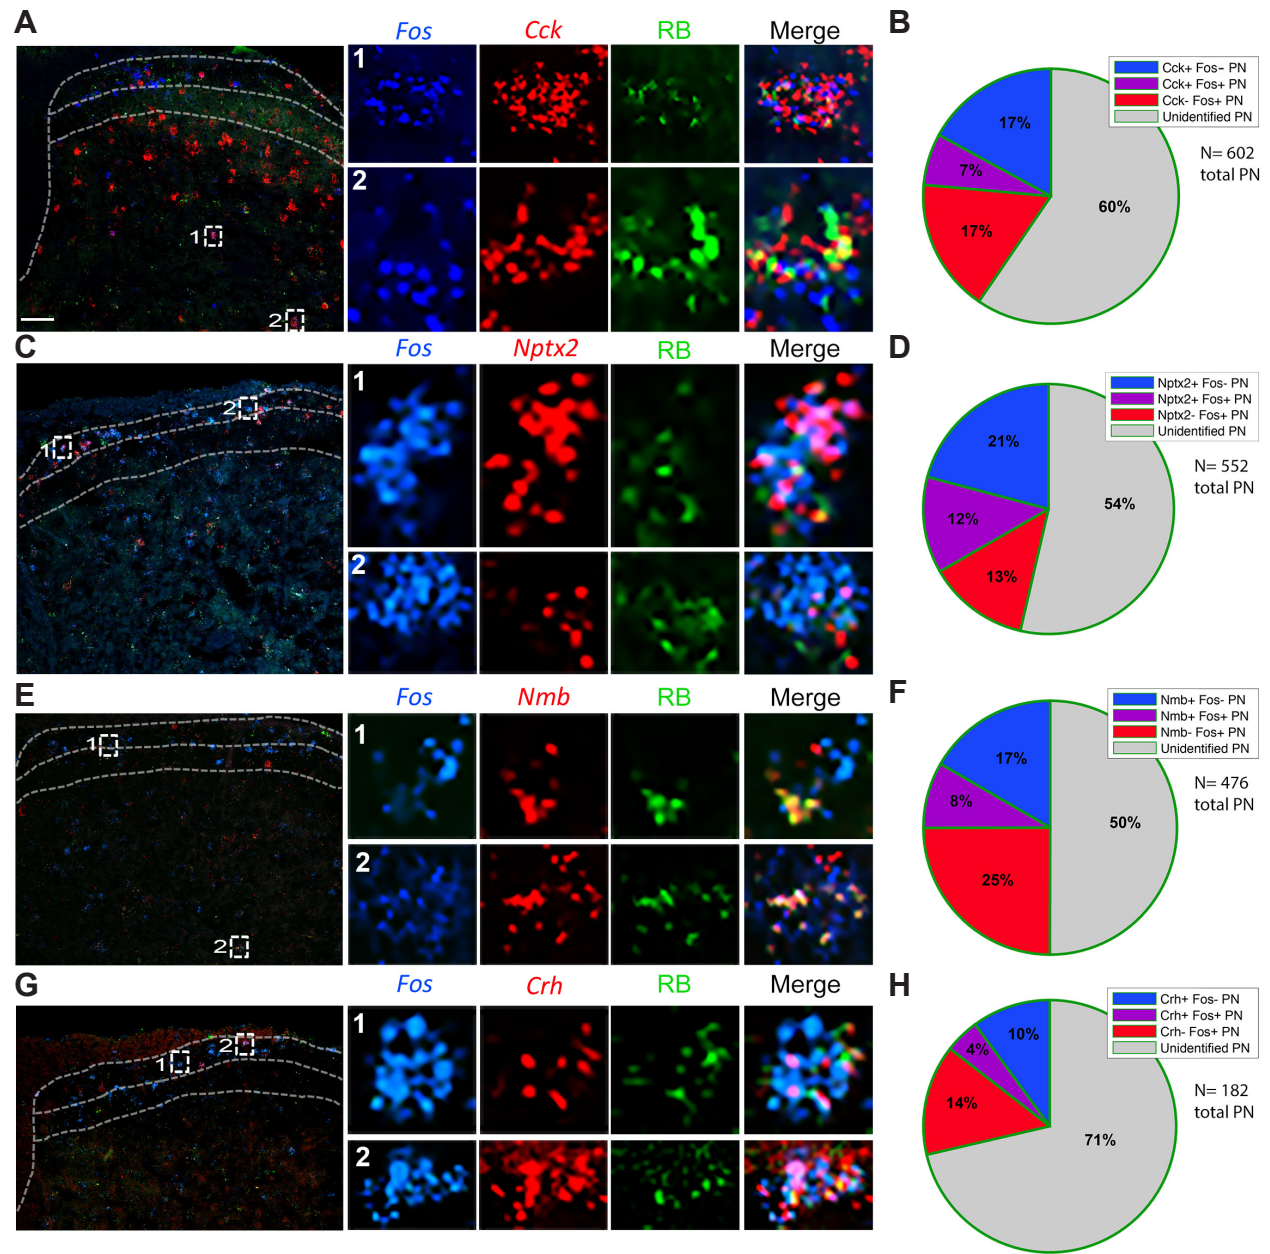 A
Fos
Cck
RB
Merge
1
2
1
2
B
Cck+ Fos– PN
Cck+ Fos+ PN
Cck- Fos+ PN
Unidentified PN
17%
7%
17%
60%
N= 602
total PN
C
Fos
Nptx2
RB
Merge
1
2
1
2
D
Nptx2+ Fos- PN
Nptx2+ Fos+ PN
Nptx2- Fos+ PN
Unidentified PN
21%
12%
13%
54%
N= 552
total PN
E
Fos
Nmb
RB
Merge
1
2
1
2
F
Nmb+ Fos- PN
Nmb+ Fos+ PN
Nmb- Fos+ PN
Unidentified PN
17%
8%
25%
50%
N= 476
total PN
G
Fos
Crh
RB
Merge
1
2
1
2
H
Crh+ Fos- PN
Crh+ Fos+ PN
Crh- Fos+ PN
Unidentified PN
10%
4%
14%
71%
N= 182
total PN